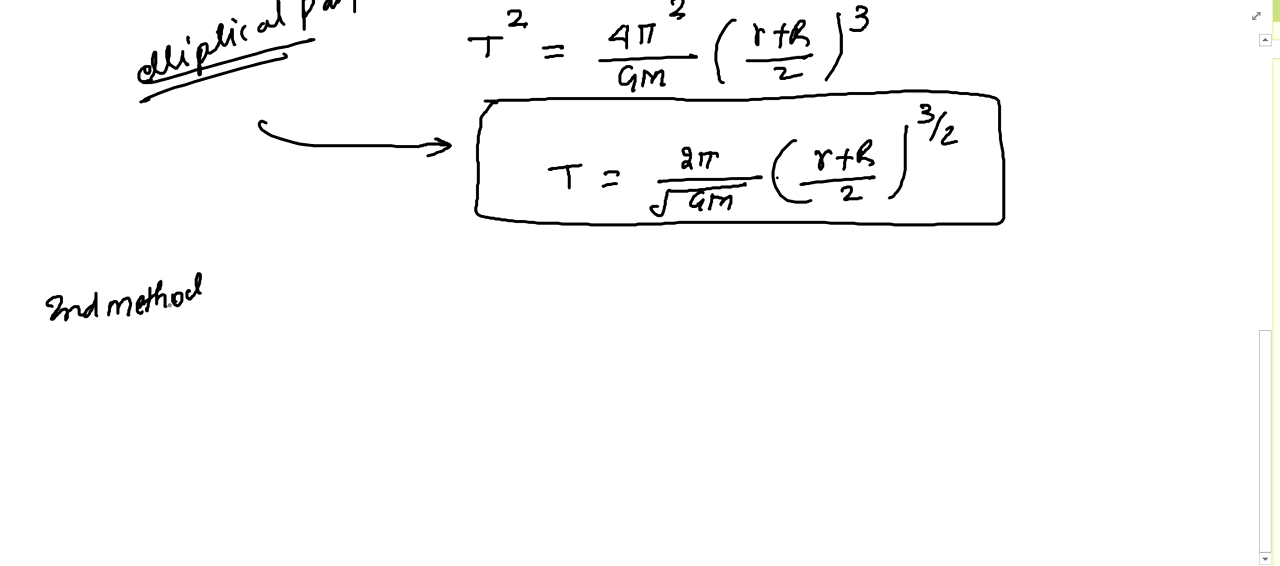 elliptical
T² = 4π²/GM ((r+R)/2)³
T = 2π/√GM ((r+R)/2)^3/2
2nd method